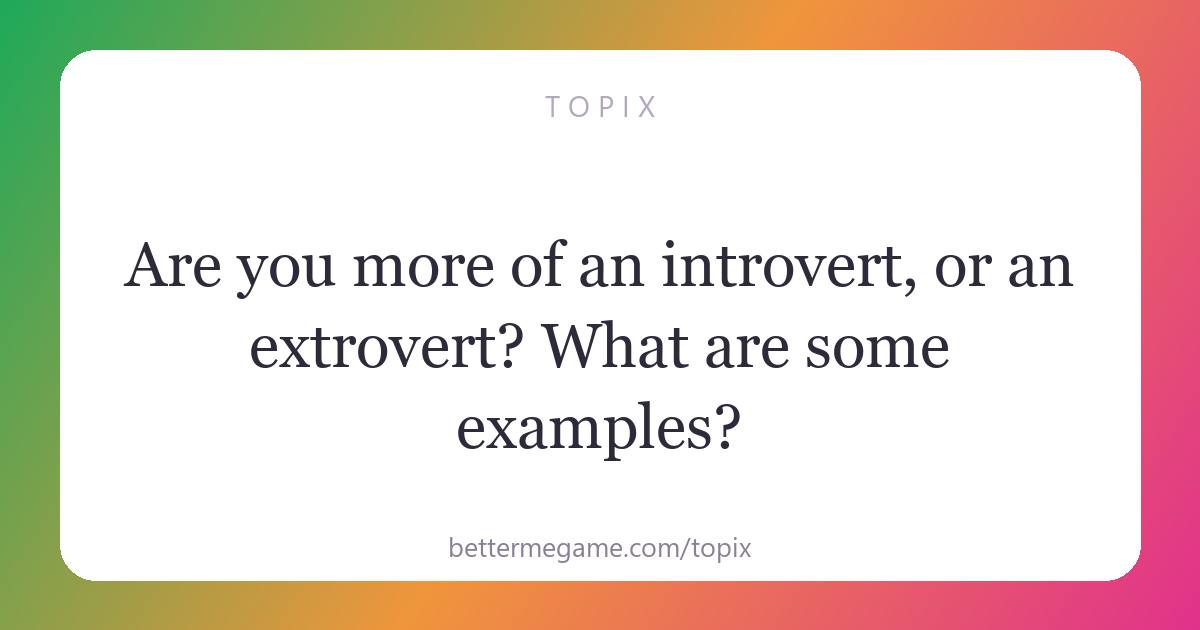 TOPIX
Are you more of an introvert, or an
extrovert? What are some
examples?
bettermegame.com/topix